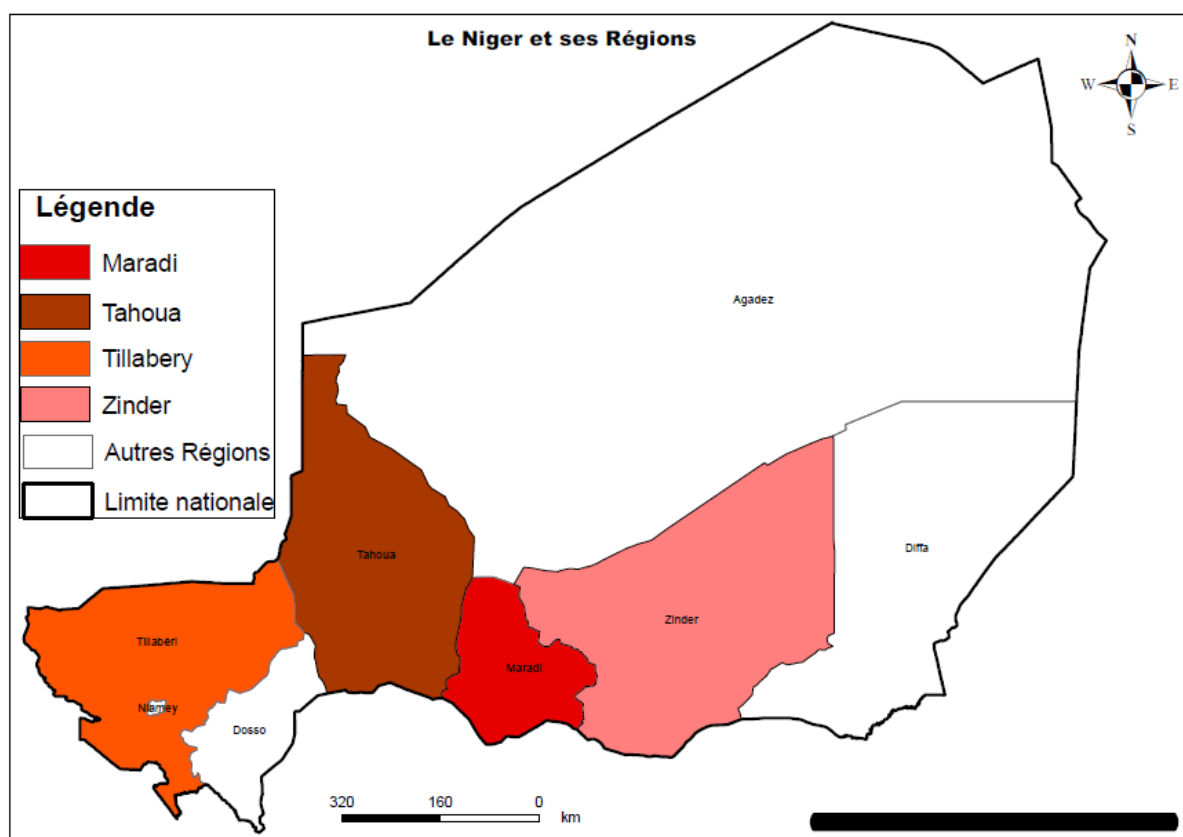 Le Niger et ses Régions
N
W E
S
Légende
Maradi
Tahoua
Tillabery
Zinder
Autres Régions
Limite nationale
Agadez
Diffa
Tahoua
Zinder
Tillabéri
Maradi
Niamey
Dosso
320 160 0
km